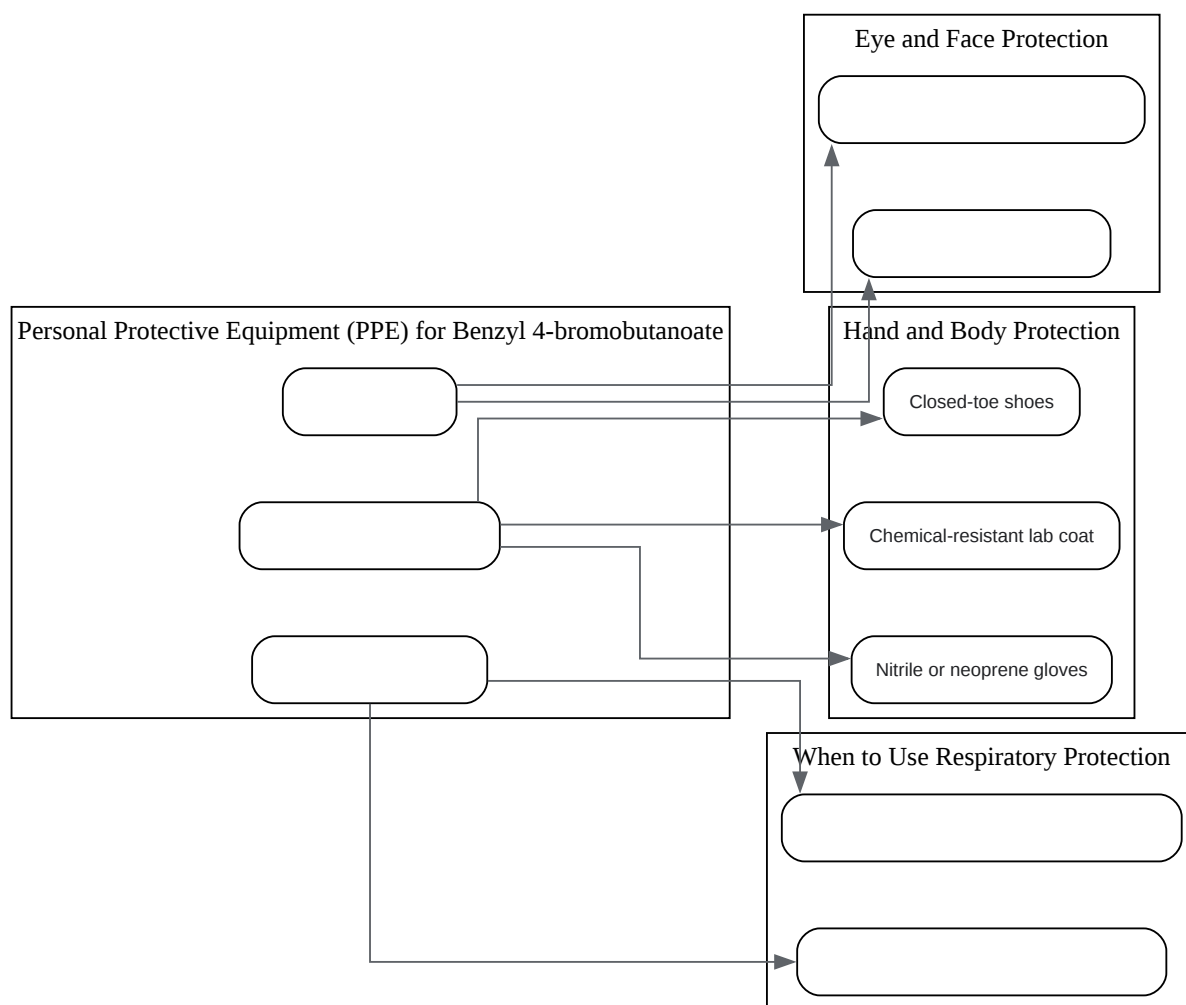 Eye and Face Protection
Personal Protective Equipment (PPE) for Benzyl 4-bromobutanoate
Hand and Body Protection
Closed-toe shoes
Chemical-resistant lab coat
Nitrile or neoprene gloves
When to Use Respiratory Protection